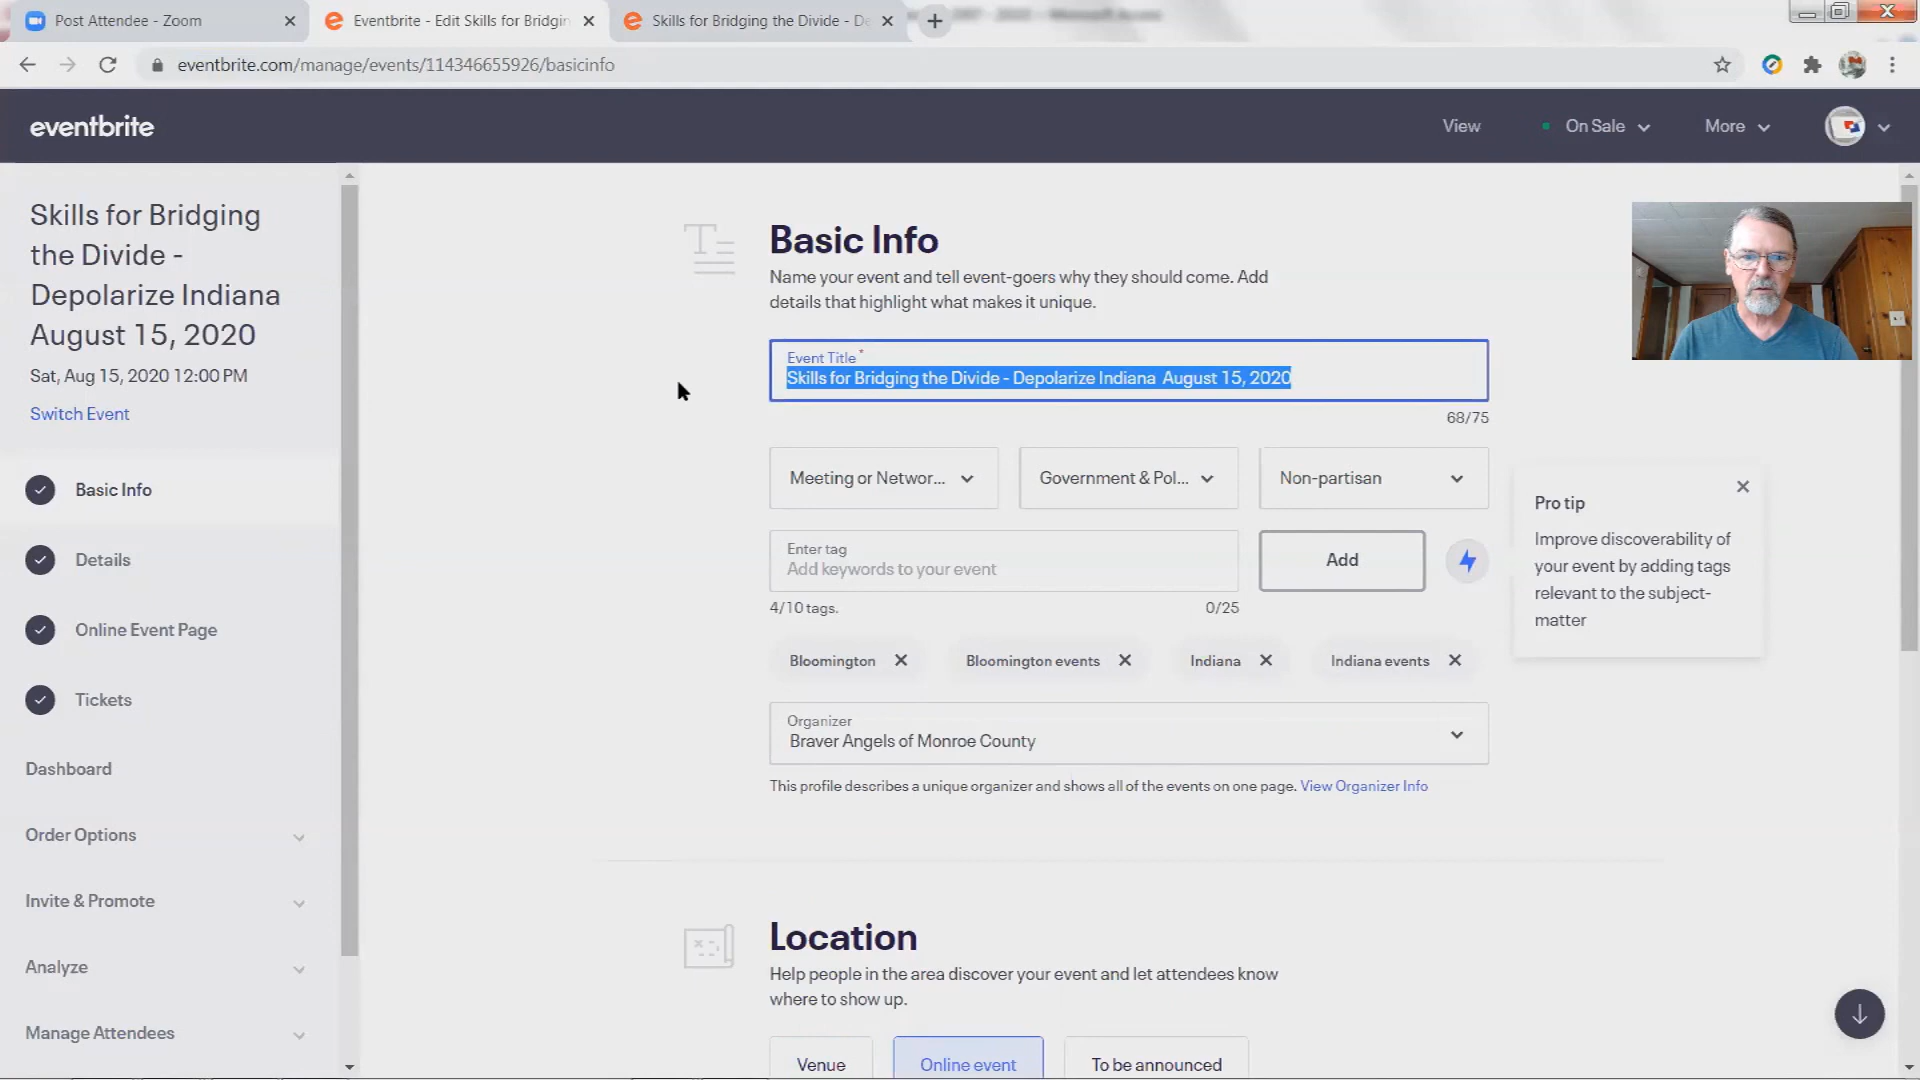 Post Attendee - Zoom
Eventbrite - Edit Skills for Bridgin
Skills for Bridging the Divide - De
Microsoft Access
eventbrite.com/manage/events/114346655926/basicinfo
eventbrite
View
On Sale
More
Skills for Bridging
the Divide -
Depolarize Indiana
August 15, 2020
Sat, Aug 15, 2020 12:00 PM
Switch Event
Basic Info
Details
Online Event Page
Tickets
Dashboard
Order Options
Invite & Promote
Analyze
Manage Attendees
Basic Info
Name your event and tell event-goers why they should come. Add
details that highlight what makes it unique.
Event Title *
Skills for Bridging the Divide - Depolarize Indiana August 15, 2020
68/75
Meeting or Networ...
Government & Pol...
Non-partisan
Enter tag
Add keywords to your event
Add
4/10 tags.
0/25
Bloomington
Bloomington events
Indiana
Indiana events
Organizer
Braver Angels of Monroe County
This profile describes a unique organizer and shows all of the events on one page. View Organizer Info
Pro tip
Improve discoverability of
your event by adding tags
relevant to the subject-
matter
Location
Help people in the area discover your event and let attendees know
where to show up.
Venue
Online event
To be announced